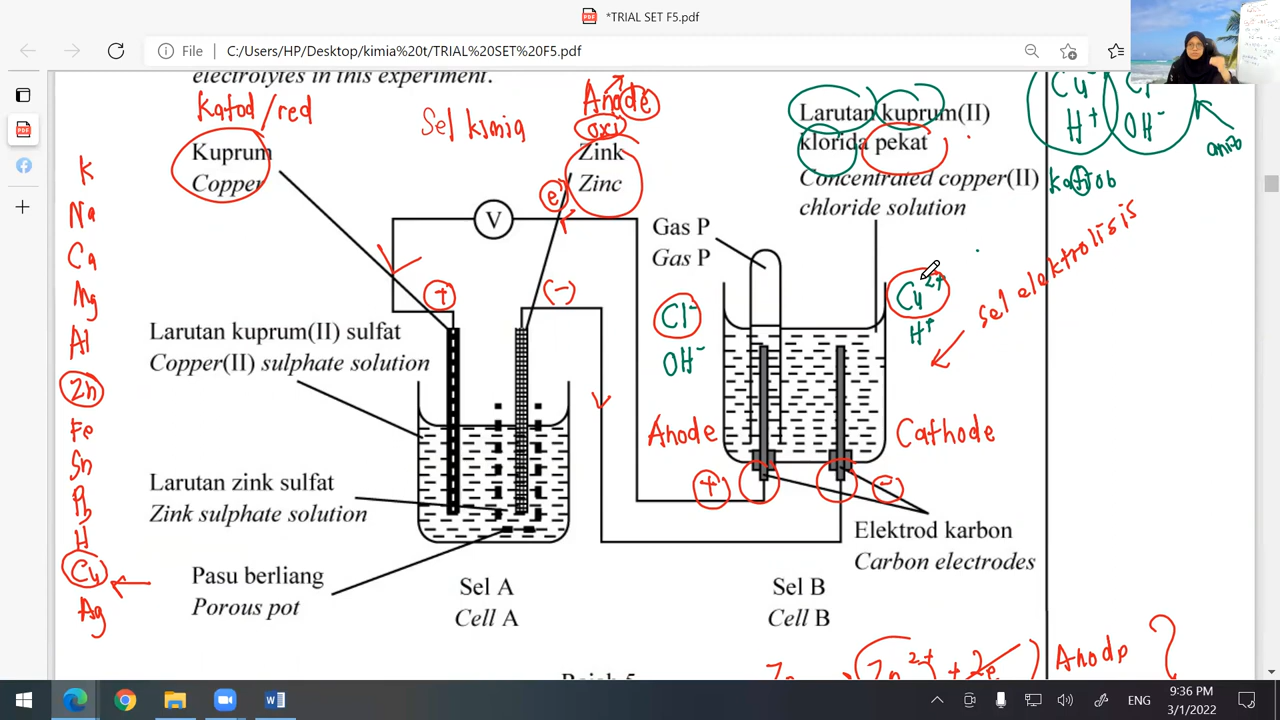 *TRIAL SET F5.pdf
File C:/Users/HP/Desktop/kimia%20t/TRIAL%20SET%20F5.pdf
electrolytes in this experiment.
Katod/red
Sel kimia
Anode
oxi
Kuprum
Copper
Zink
Zinc
e
V
(+)
(-)
Larutan kuprum(II)
klorida pekat
Concentrated copper(II)
chloride solution
Cu
H+
OH-
katod
Gas P
Gas P
sel elektrolisis
K
Na
Ca
Mg
Al
Zn
Fe
Sn
Pb
H
Cu
Ag
Larutan kuprum(II) sulfat
Copper(II) sulphate solution
Cl-
OH-
Cu2+
H+
Anode
Cathode
+
-
Larutan zink sulfat
Zink sulphate solution
Elektrod karbon
Carbon electrodes
Pasu berliang
Porous pot
Sel A
Cell A
Sel B
Cell B
Zn2+ + 2e
Anode
?
Rajah 5
ENG
9:36 PM
3/1/2022